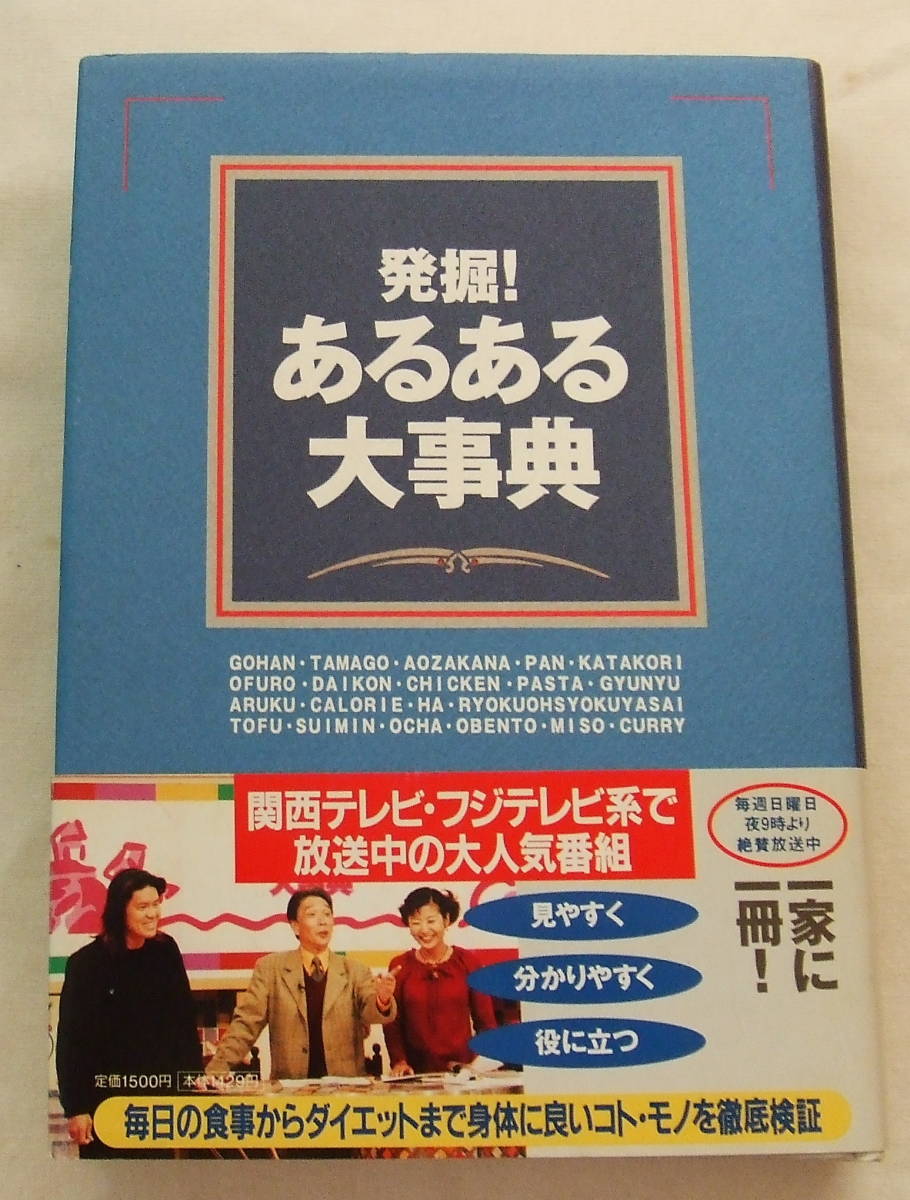 発掘!
あるある
大事典
GOHAN・TAMAGO・AOZAKANA・PAN・KATAKORI
OFURO・DAIKON・CHICKEN・PASTA・GYUNYU
ARUKU・CALORIE・HA・RYOKUOHSYOKUYASAI
TOFU・SUIMIN・OCHA・OBENTO・MISO・CURRY
関西テレビ・フジテレビ系で
放送中の大人気番組
毎週日曜日
夜9時より
絶賛放送中
一家に
一冊!
見やすく
分かりやすく
役に立つ
定価1500円 本体1429円
毎日の食事からダイエットまで身体に良いコト・モノを徹底検証